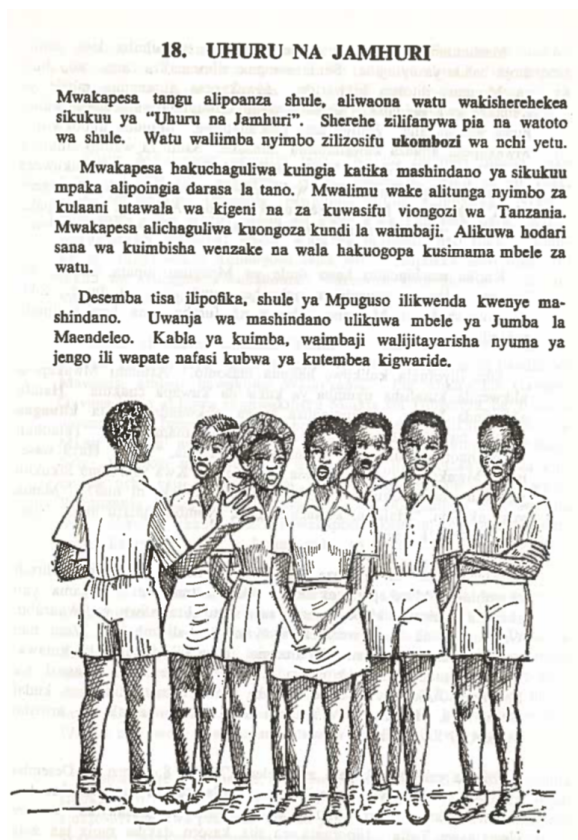 18. UHURU NA JAMHURI
Mwakapesa tangu alipoanza shule, aliwaona watu wakisherehekea
sikukuu ya “Uhuru na Jamhuri”. Sherehe zilifanywa pia na watoto
wa shule. Watu waliimba nyimbo zilizosifu ukombozi wa nchi yetu.
Mwakapesa hakuchaguliwa kuingia katika mashindano ya sikukuu
mpaka alipoingia darasa la tano. Mwalimu wake alitunga nyimbo za
kulaani utawala wa kigeni na za kuwasifu viongozi wa Tanzania.
Mwakapesa alichaguliwa kuongoza kundi la waimbaji. Alikuwa hodari
sana wa kuimbisha wenzake na wala hakuogopa kusimama mbele za
watu.
Desemba tisa ilipofika, shule ya Mpuguso ilikwenda kwenye ma-
shindano. Uwanja wa mashindano ulikuwa mbele ya Jumba la
Maendeleo. Kabla ya kuimba, waimbaji walijitayarisha nyuma ya
jengo ili wapate nafasi kubwa ya kutembea kigwaride.